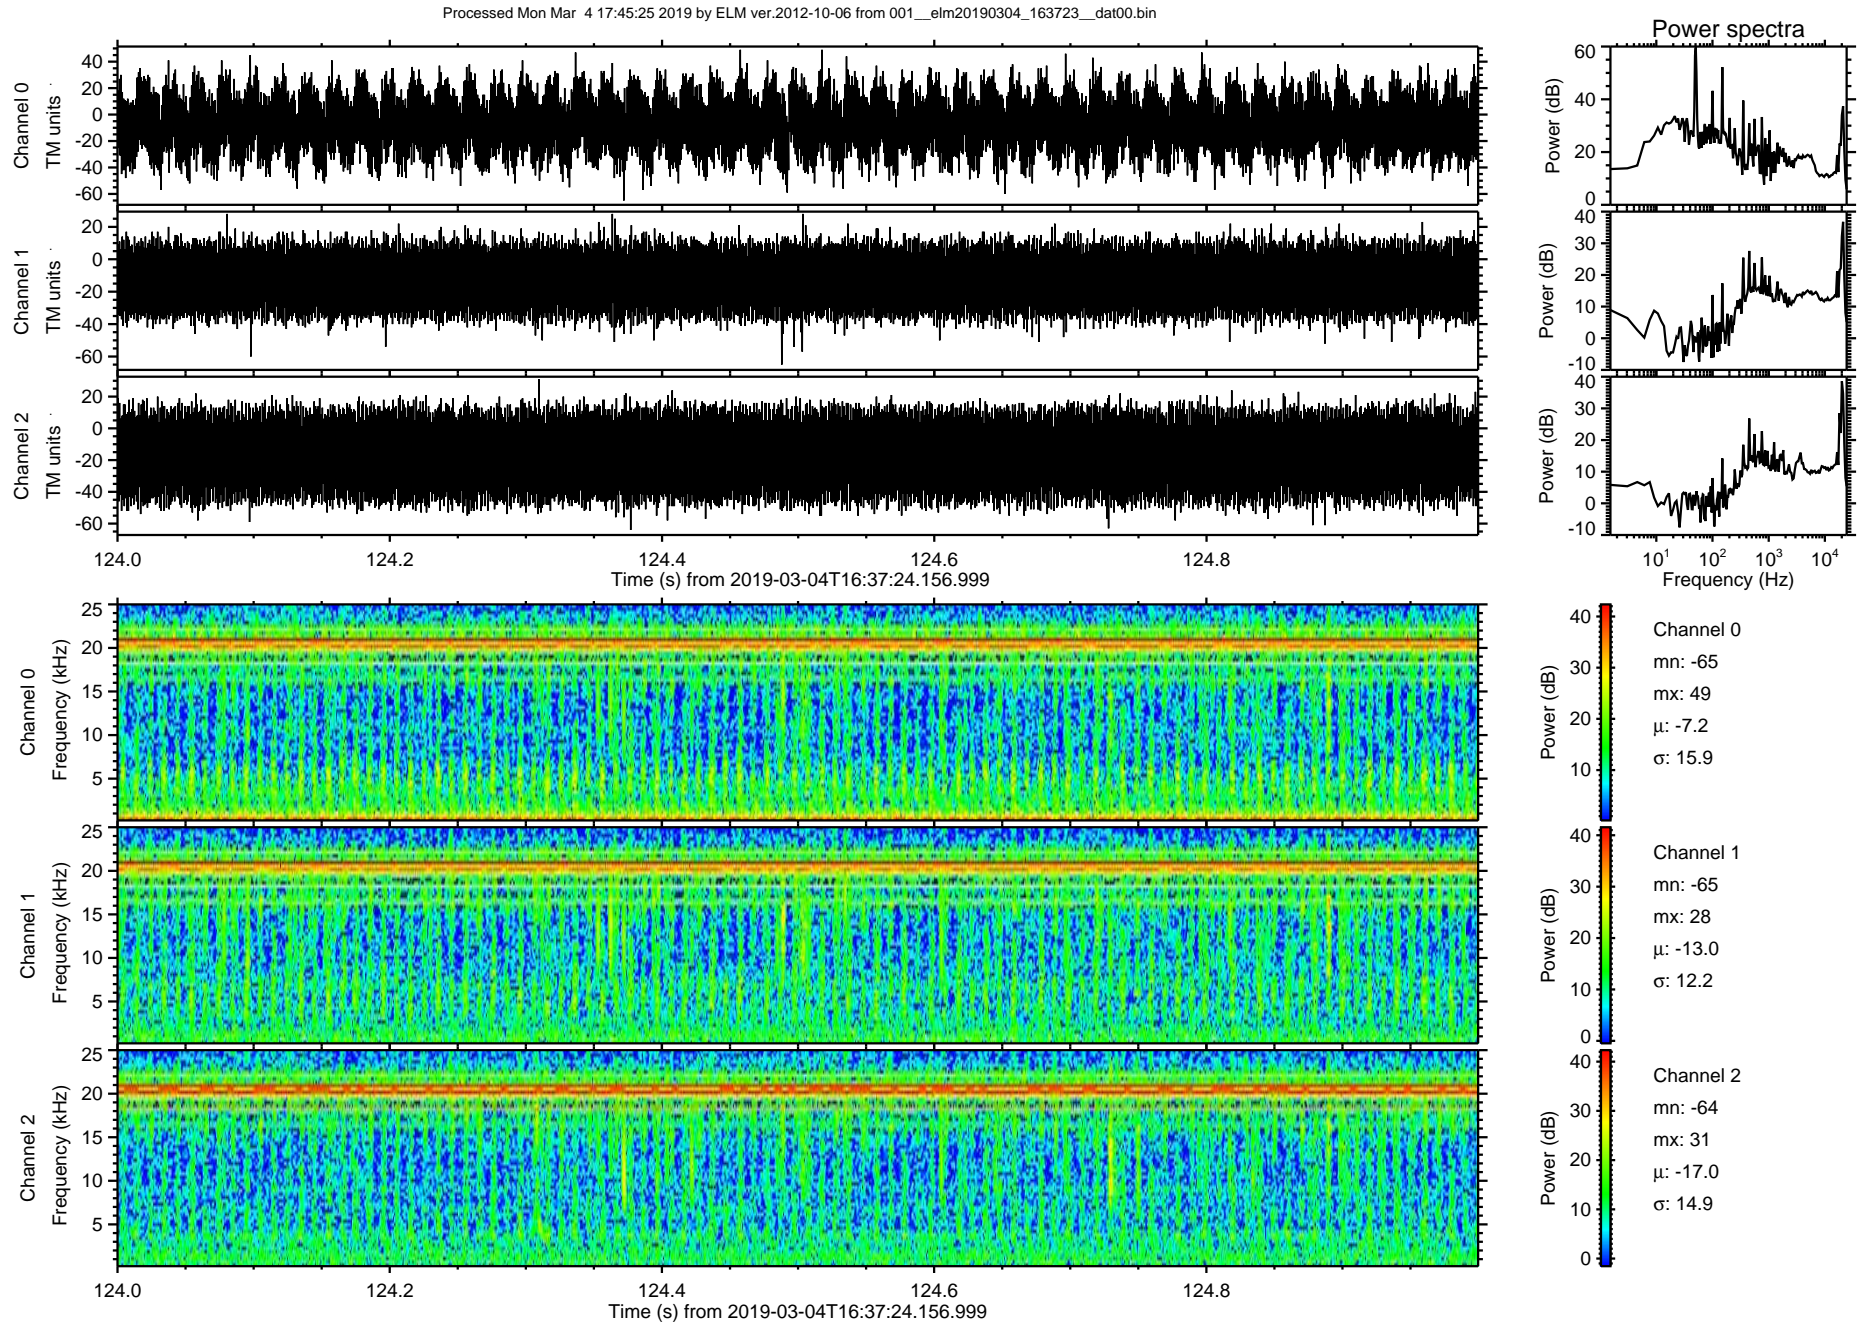 Processed Mon Mar 4 17:45:25 2019 by ELM ver.2012-10-06 from 001__elm20190304_163723__dat00.bin
Power spectra
Channel 0
TM units
40
20
0
-20
-40
-60
Power (dB)
60
40
20
0
Channel 1
TM units
20
0
-20
-40
-60
Power (dB)
40
30
20
10
0
-10
Channel 2
TM units
20
0
-20
-40
-60
Power (dB)
40
30
20
10
0
-10
124.0 124.2 124.4 124.6 124.8
Time (s) from 2019-03-04T16:37:24.156.999
10¹ 10² 10³ 10⁴
Frequency (Hz)
Channel 0
Frequency (kHz)
25
20
15
10
5
Power (dB)
40
30
20
10
Channel 0
mn: -65
mx: 49
μ: -7.2
σ: 15.9
Channel 1
Frequency (kHz)
25
20
15
10
5
Power (dB)
40
30
20
10
0
Channel 1
mn: -65
mx: 28
μ: -13.0
σ: 12.2
Channel 2
Frequency (kHz)
25
20
15
10
5
Power (dB)
40
30
20
10
0
Channel 2
mn: -64
mx: 31
μ: -17.0
σ: 14.9
124.0 124.2 124.4 124.6 124.8
Time (s) from 2019-03-04T16:37:24.156.999